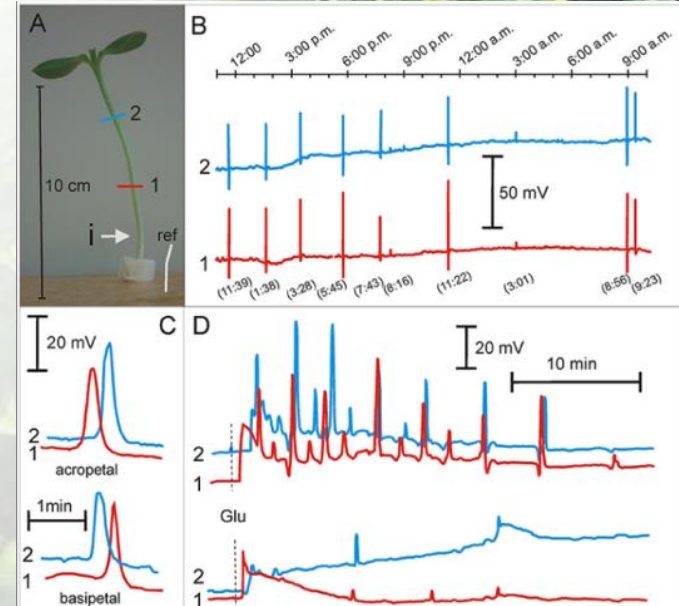 A
2
10 cm
1
i
ref
B
12:00
3:00 p.m.
6:00 p.m.
9:00 p.m.
12:00 a.m.
3:00 a.m.
6:00 a.m.
9:00 a.m.
2
50 mV
1
(11:39) (1:38) (3:28) (5:45) (7:43) (8:16) (11:22) (3:01) (8:56) (9:23)
C
20 mV
2
1
acropetal
1min
2
1
basipetal
D
20 mV
10 min
2
1
Glu
2
1